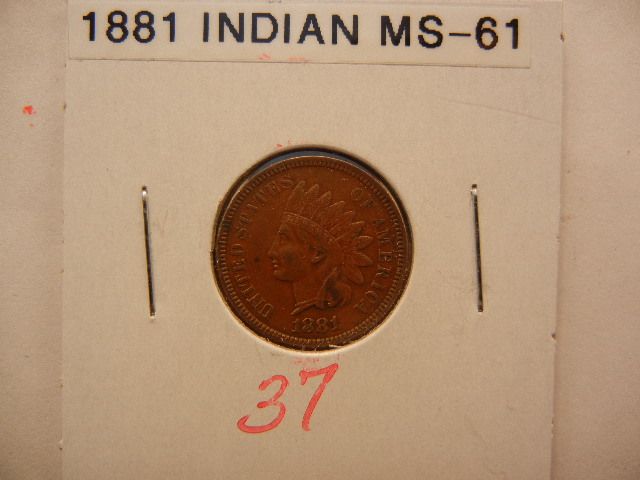 1881 INDIAN MS-61
UNITED STATES OF AMERICA
1881
37